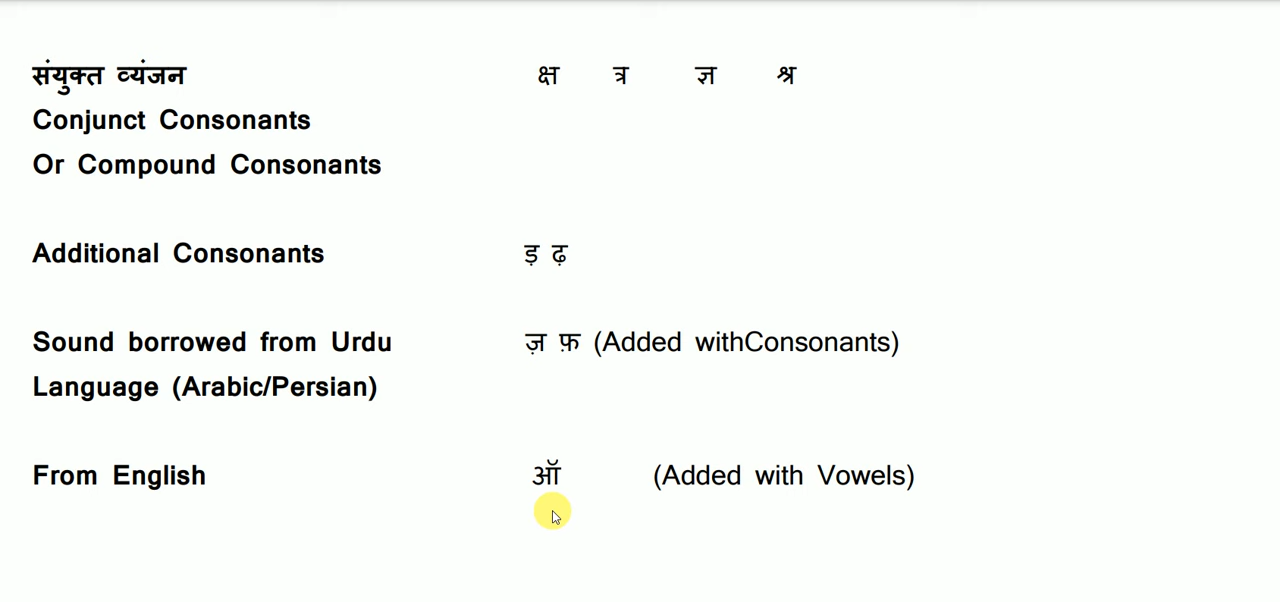 संयुक्त व्यंजन क्ष त्र ज्ञ श्र
Conjunct Consonants
Or Compound Consonants
Additional Consonants ड़ ढ़
Sound borrowed from Urdu ज़ फ़ (Added withConsonants)
Language (Arabic/Persian)
From English ऑ (Added with Vowels)